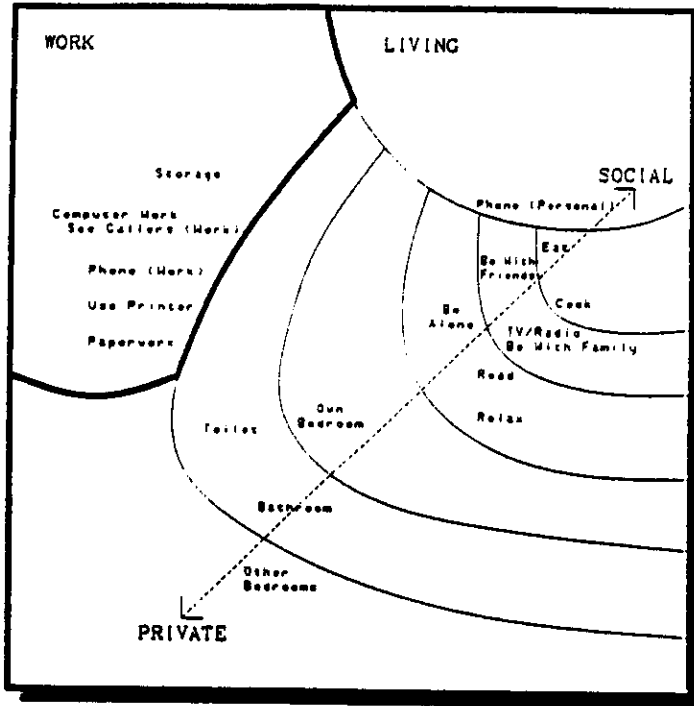 WORK
LIVING
Storage
SOCIAL
Phone (Personal)
Computer Work
See Callers (Work)
Eat
Be With
Friends
Phone (Work)
Use Printer
Cook
Be
Alone
TV/Radio
Be With Family
Paperwork
Read
Own
Bedroom
Relax
Toilet
Bathroom
Other
Bedrooms
PRIVATE